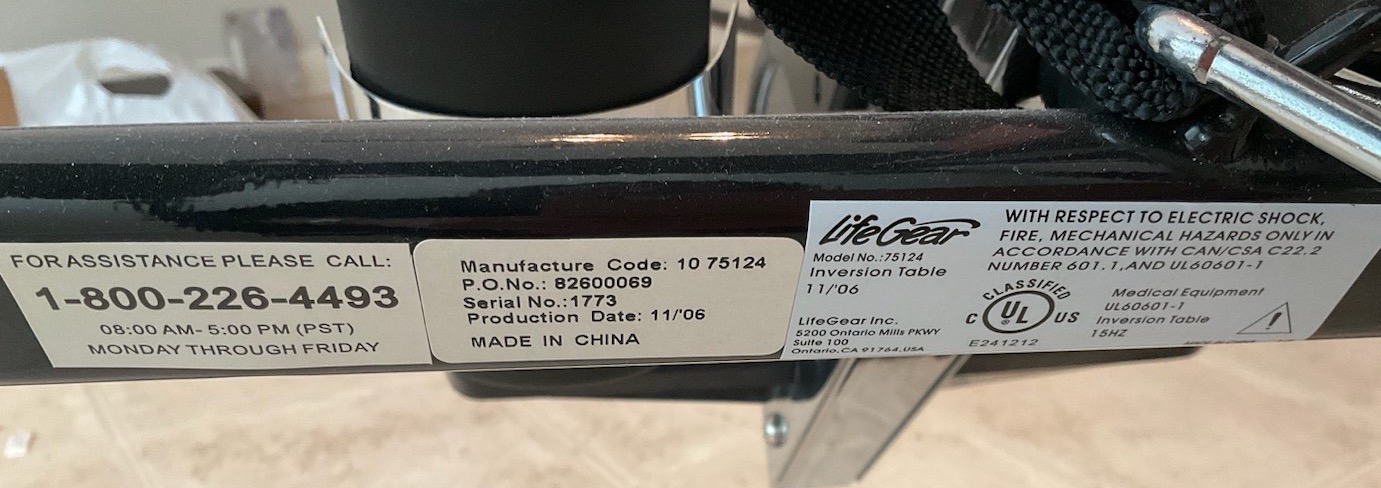 FOR ASSISTANCE PLEASE CALL:
1-800-226-4493
08:00 AM- 5:00 PM (PST)
MONDAY THROUGH FRIDAY
Manufacture Code: 10 75124
P.O.No.: 82600069
Serial No.:1773
Production Date: 11/'06
MADE IN CHINA
LifeGear
Model No.:75124
Inversion Table
11/'06
LifeGear Inc.
5200 Ontario Mills PKWY
Suite 100
Ontario,CA 91764,USA
WITH RESPECT TO ELECTRIC SHOCK,
FIRE, MECHANICAL HAZARDS ONLY IN
ACCORDANCE WITH CAN/CSA C22.2
NUMBER 601.1,AND UL60601-1
CLASSIFIED
C UL ® US
E241212
Medical Equipment
UL60601-1
Inversion Table
15HZ